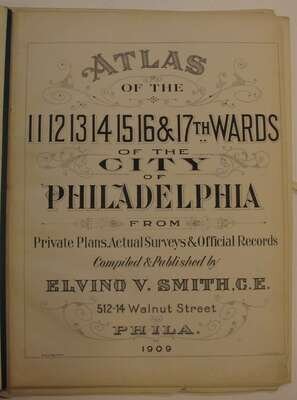 ATLAS
OF THE
11 12 13 14 15 16 & 17TH WARDS
OF THE
CITY
OF
PHILADELPHIA
FROM
Private Plans, Actual Surveys & Official Records
Compiled & Published by
ELVINO V. SMITH, C.E.
512-14 Walnut Street
PHILA.
1909